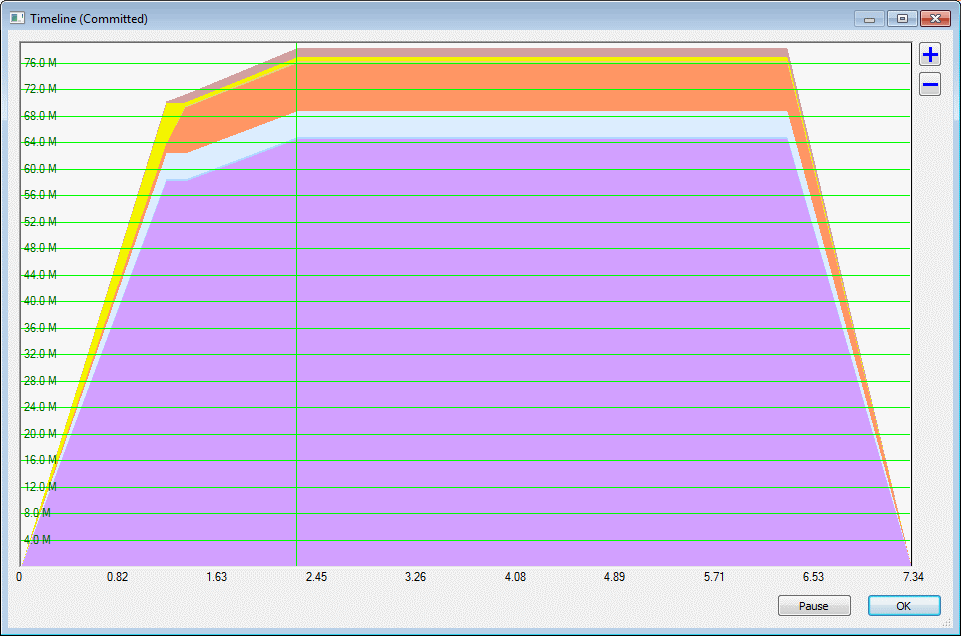 Timeline (Committed)
76.0 M
72.0 M
68.0 M
64.0 M
60.0 M
56.0 M
52.0 M
48.0 M
44.0 M
40.0 M
36.0 M
32.0 M
28.0 M
24.0 M
20.0 M
16.0 M
12.0 M
8.0 M
4.0 M
0 0.82 1.63 2.45 3.26 4.08 4.89 5.71 6.53 7.34
Pause OK